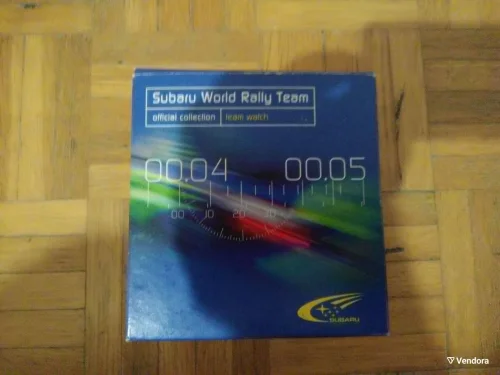 Subaru World Rally Team
official collection
team watch
00.04
00.05
00 10 20 30
SUBARU
Vendora